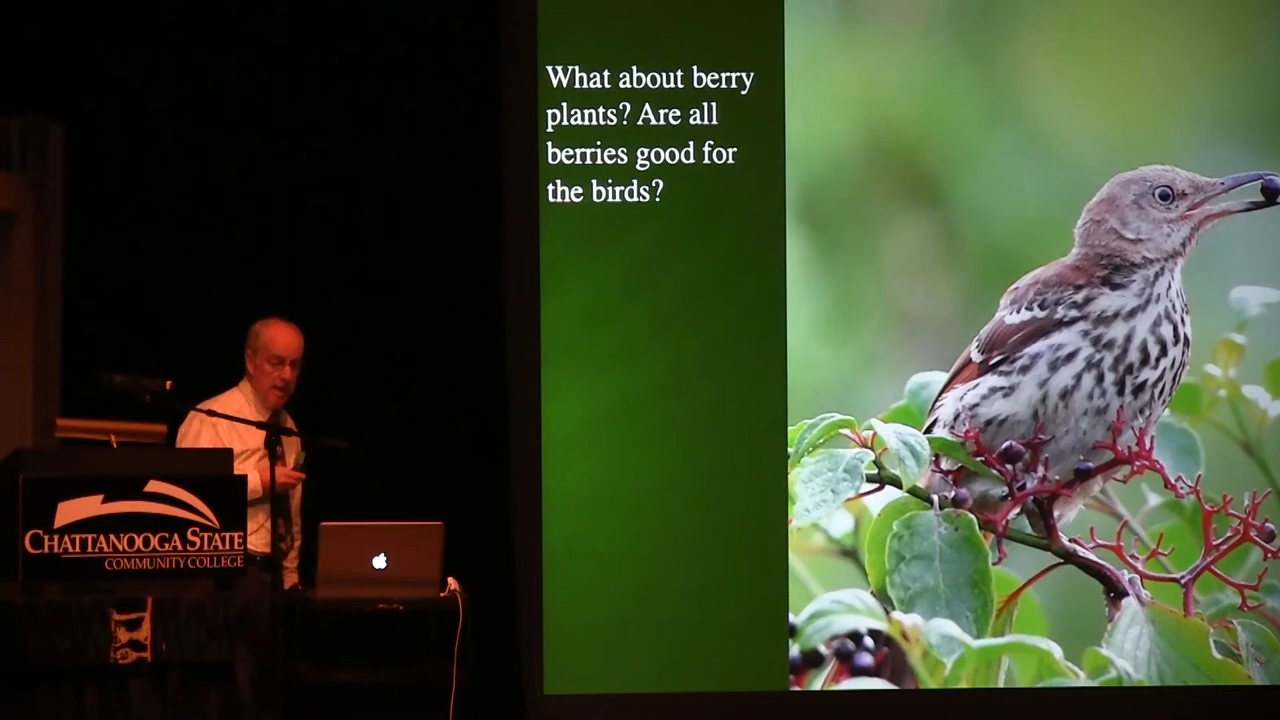 What about berry
plants? Are all
berries good for
the birds?
CHATTANOOGA STATE
COMMUNITY COLLEGE